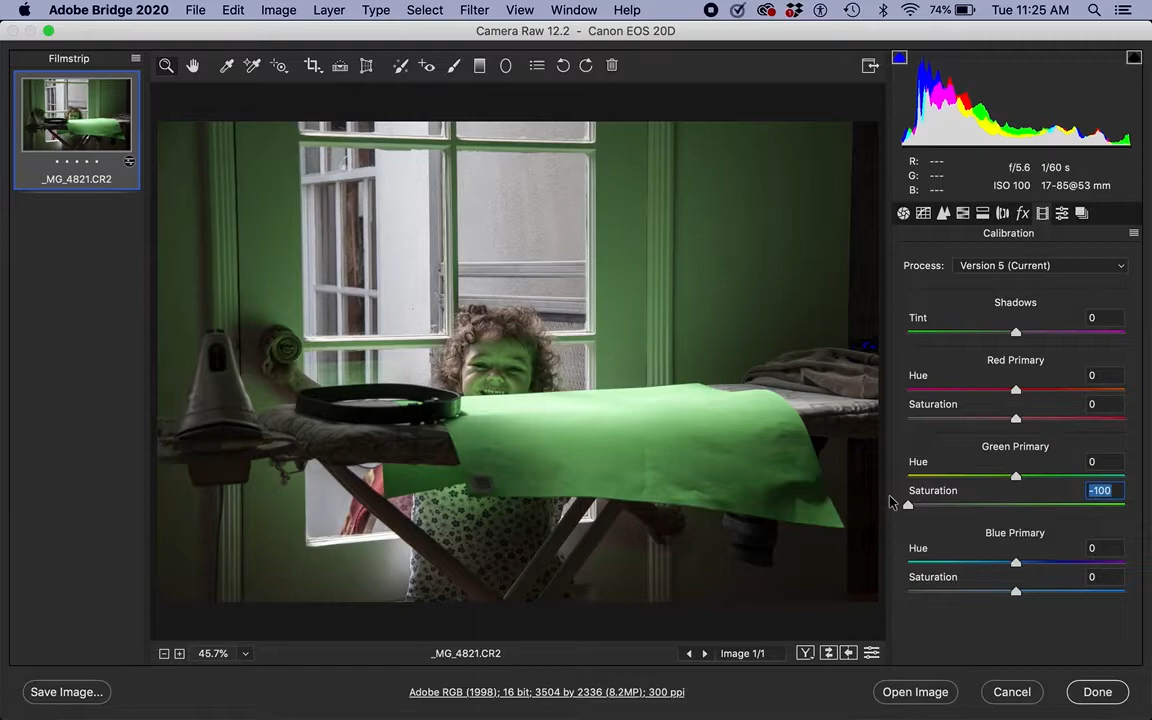 Adobe Bridge 2020 File Edit Image Layer Type Select Filter View Window Help 74% Tue 11:25 AM
Camera Raw 12.2 - Canon EOS 20D
Filmstrip
_MG_4821.CR2
R: ---
G: ---
B: ---
f/5.6 1/60 s
ISO 100 17-85@53 mm
fx
Calibration
Process: Version 5 (Current)
Shadows
Tint 0
Red Primary
Hue 0
Saturation 0
Green Primary
Hue 0
Saturation -100
Blue Primary
Hue 0
Saturation 0
45.7% _MG_4821.CR2 Image 1/1 Y
Save Image... Adobe RGB (1998); 16 bit; 3504 by 2336 (8.2MP); 300 ppi Open Image Cancel Done